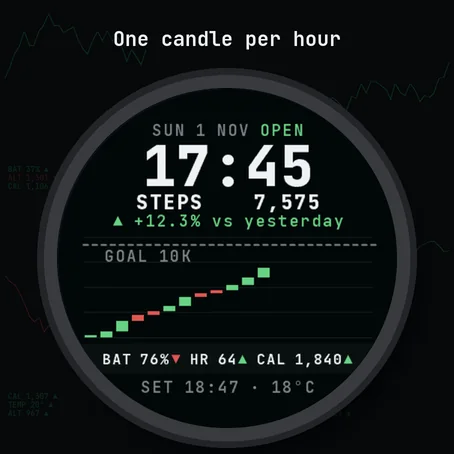 One candle per hour
SUN 1 NOV OPEN
17:45
STEPS 7,575
▲ +12.3% vs yesterday
GOAL 10K
BAT 76%▼ HR 64▲ CAL 1,840▲
SET 18:47 · 18°C